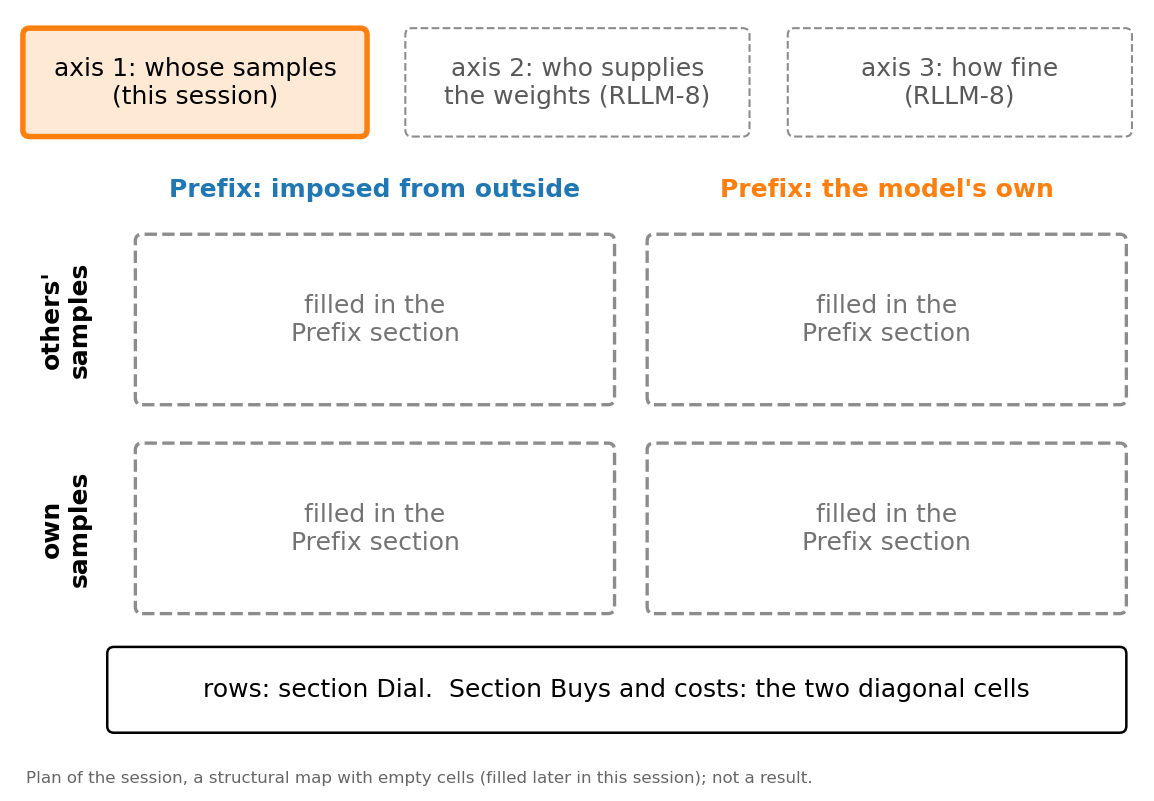 axis 1: whose samples
(this session)
axis 2: who supplies
the weights (RLLM-8)
axis 3: how fine
(RLLM-8)
Prefix: imposed from outside
Prefix: the model's own
others'
samples
filled in the
Prefix section
filled in the
Prefix section
own
samples
filled in the
Prefix section
filled in the
Prefix section
rows: section Dial.  Section Buys and costs: the two diagonal cells
Plan of the session, a structural map with empty cells (filled later in this session); not a result.